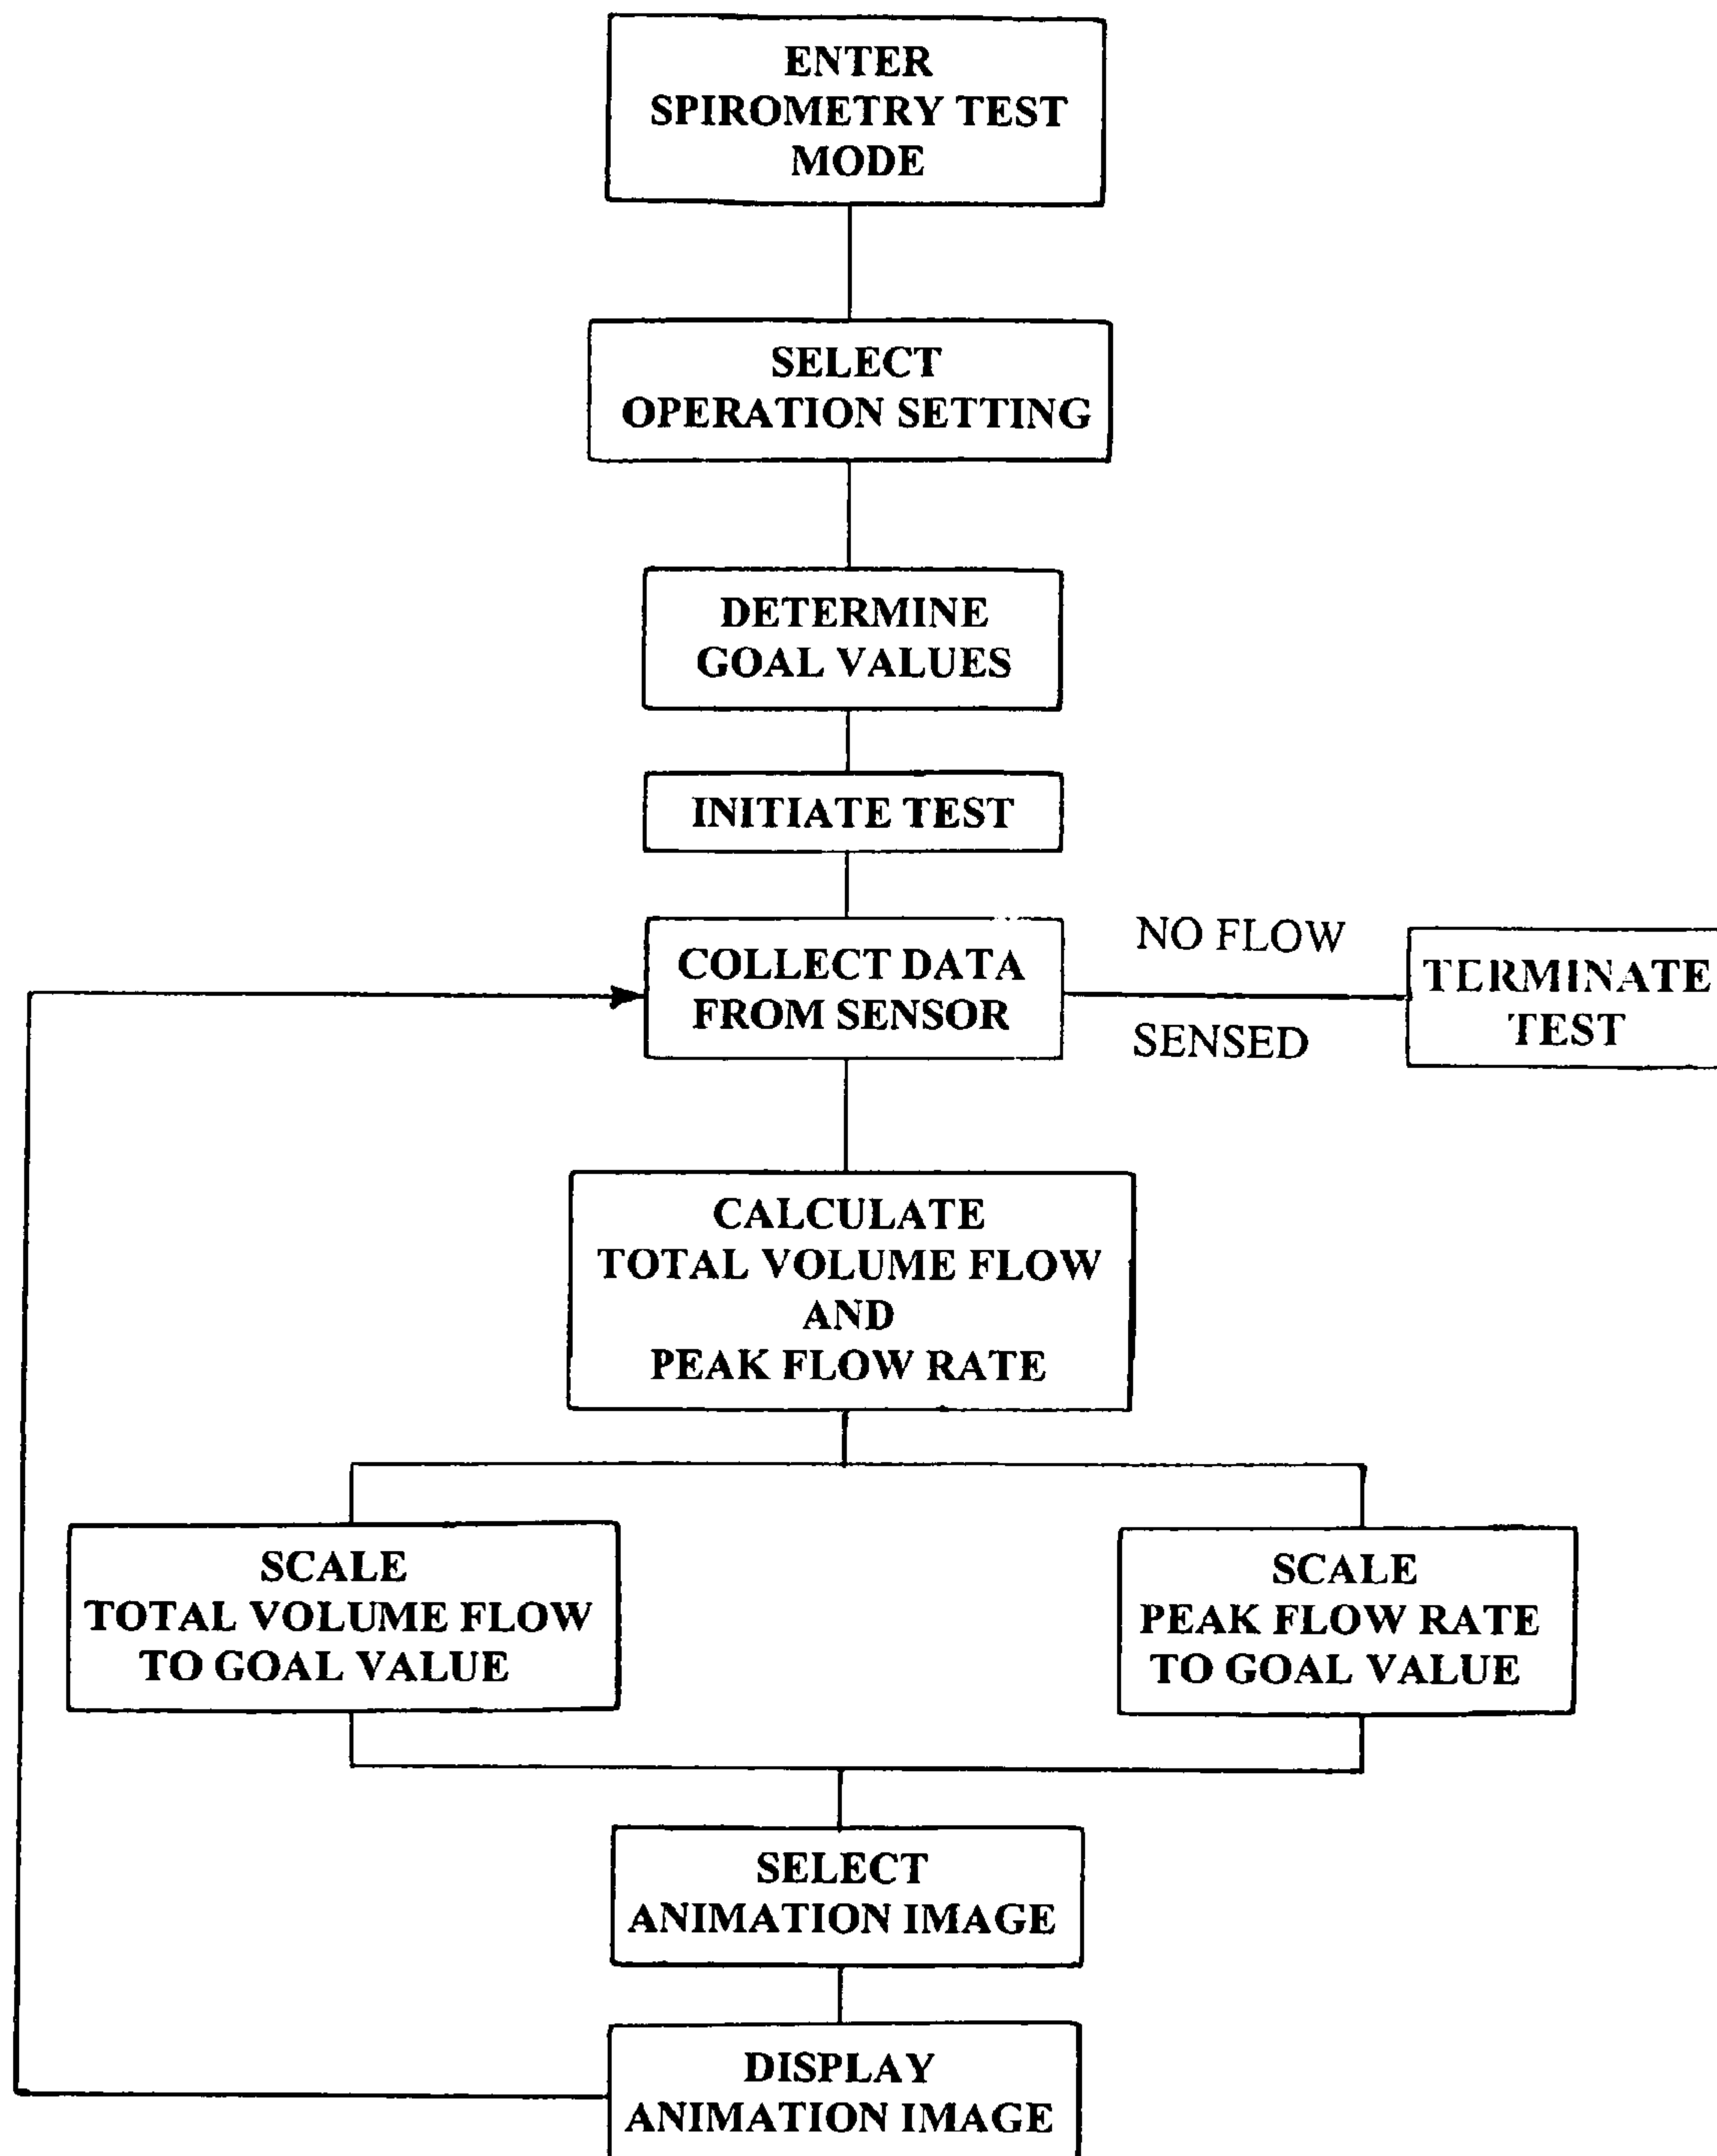 ENTER
SPIROMETRY TEST
MODE
SELECT
OPERATION SETTING
DETERMINE
GOAL VALUES
INITIATE TEST
COLLECT DATA
FROM SENSOR
NO FLOW
SENSED
TERMINATE
TEST
CALCULATE
TOTAL VOLUME FLOW
AND
PEAK FLOW RATE
SCALE
TOTAL VOLUME FLOW
TO GOAL VALUE
SCALE
PEAK FLOW RATE
TO GOAL VALUE
SELECT
ANIMATION IMAGE
DISPLAY
ANIMATION IMAGE